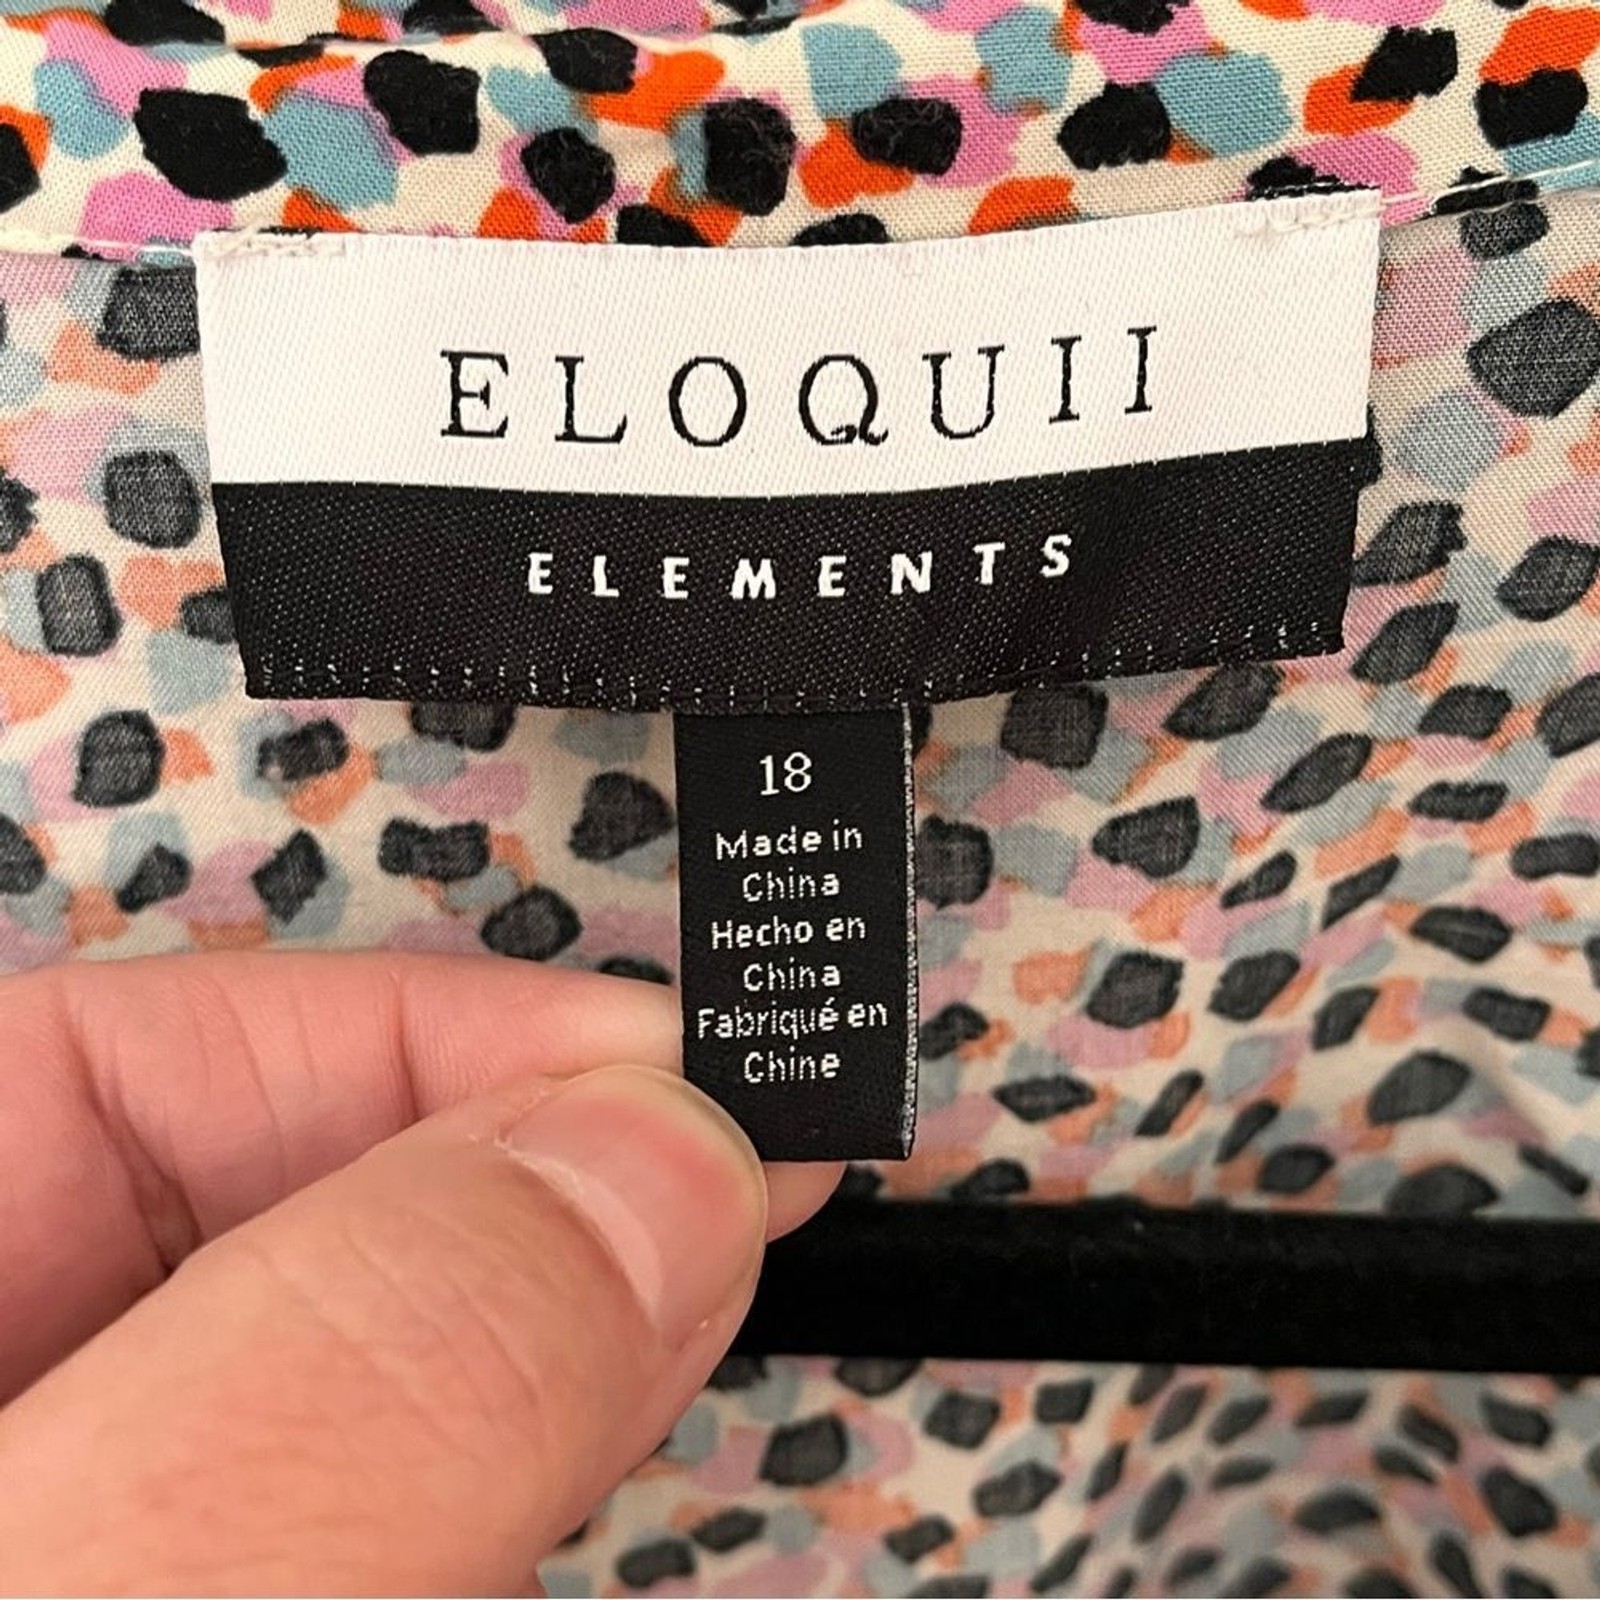 ELOQUII
ELEMENTS
18
Made in
China
Hecho en
China
Fabriqué en
Chine